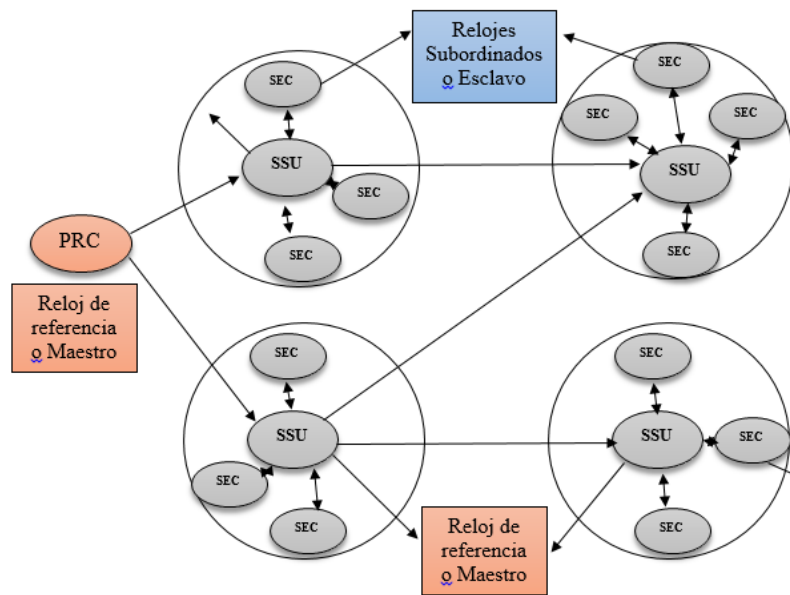 Relojes
Subordinados
o Esclavo
SEC
SEC
SEC
SEC
SSU
SSU
SEC
SEC
SEC
PRC
Reloj de
referencia
o Maestro
SEC
SEC
SSU
SSU
SEC
SEC
SEC
SEC
Reloj de
referencia
o Maestro